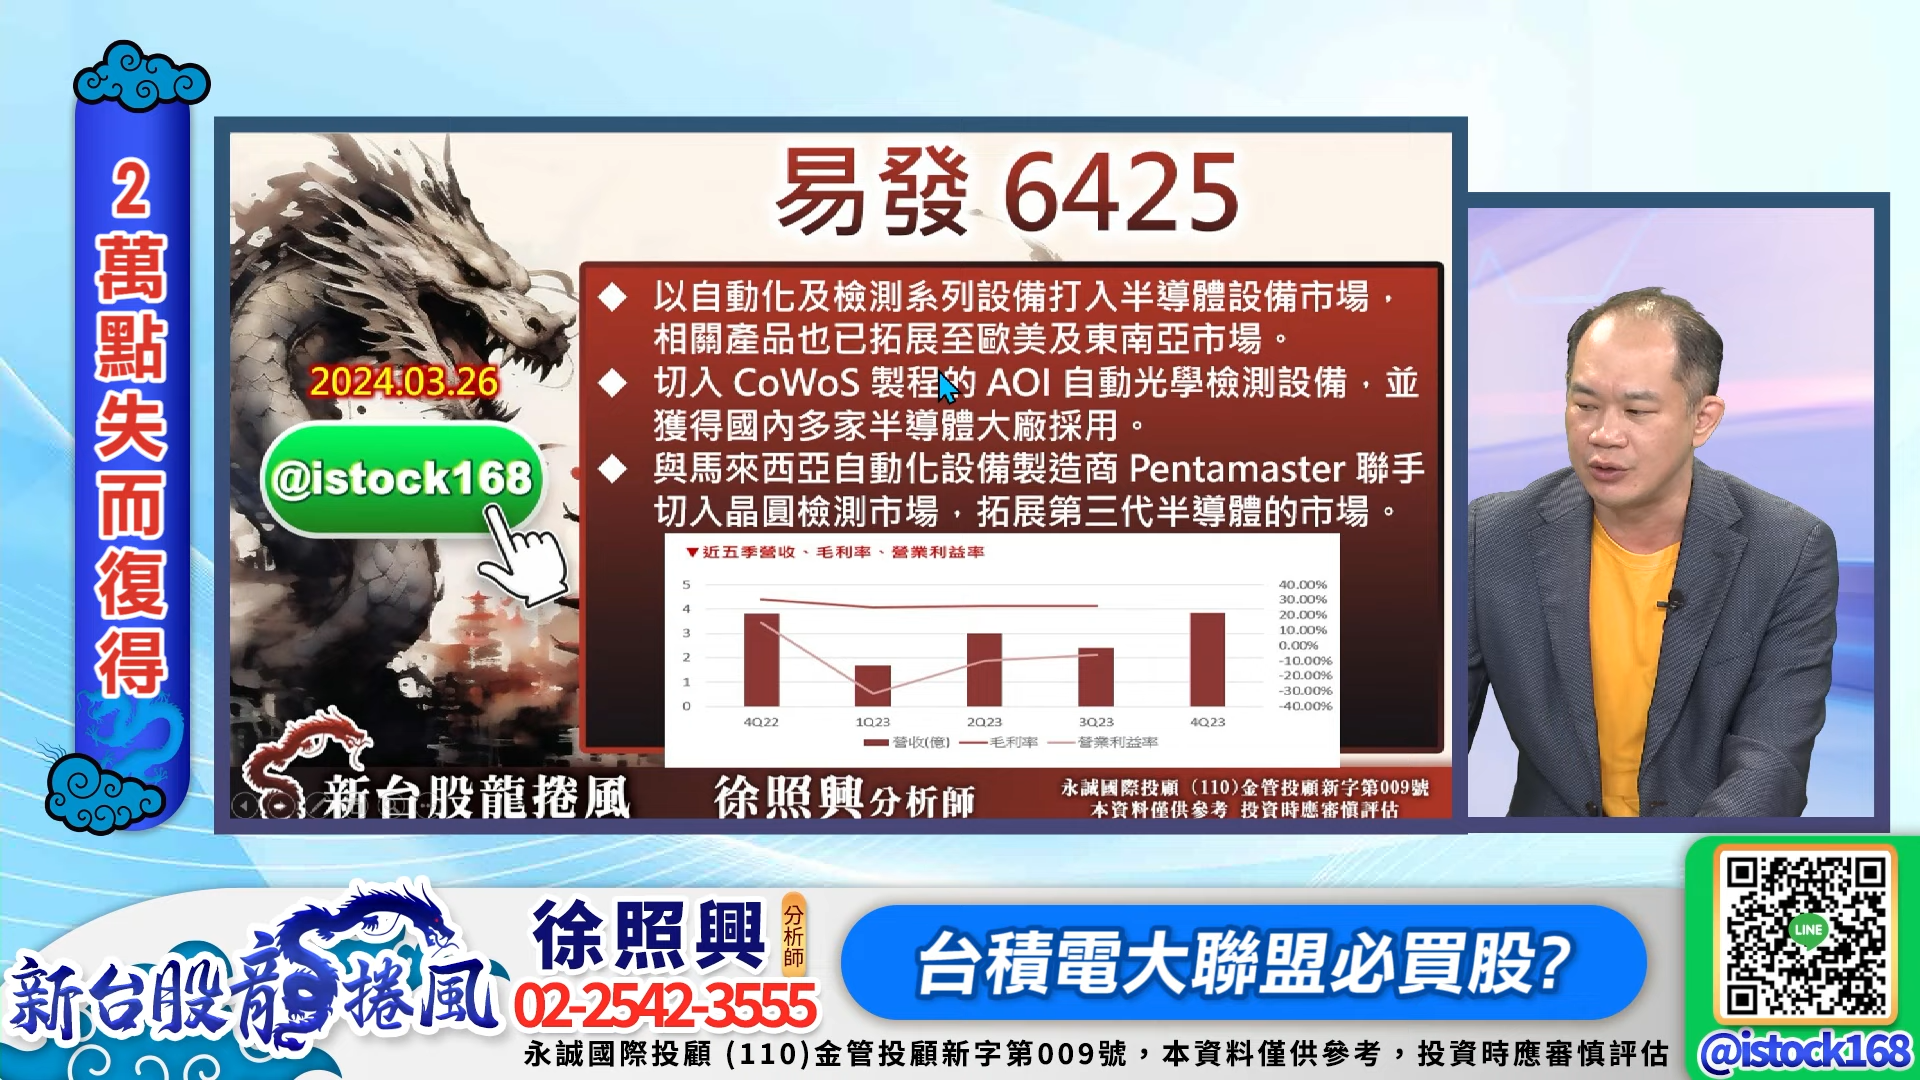 2萬點失而復得
易發 6425
◆ 以自動化及檢測系列設備打入半導體設備市場，
相關產品也已拓展至歐美及東南亞市場。
◆ 切入 CoWoS 製程的 AOI 自動光學檢測設備，並
獲得國內多家半導體大廠採用。
◆ 與馬來西亞自動化設備製造商 Pentamaster 聯手
切入晶圓檢測市場，拓展第三代半導體的市場。
2024.03.26
@istock168
▼近五季營收、毛利率、營業利益率
5
4
3
2
1
0
40.00%
30.00%
20.00%
10.00%
0.00%
-10.00%
-20.00%
-30.00%
-40.00%
4Q22 1Q23 2Q23 3Q23 4Q23
營收(億) 毛利率 營業利益率
新台股龍捲風 徐照興分析師
永誠國際投顧 (110)金管投顧新字第009號
本資料僅供參考 投資時應審慎評估
新台股龍捲風
徐照興 分析師
02-2542-3555
台積電大聯盟必買股?
LINE
@istock168
永誠國際投顧 (110)金管投顧新字第009號，本資料僅供參考，投資時應審慎評估